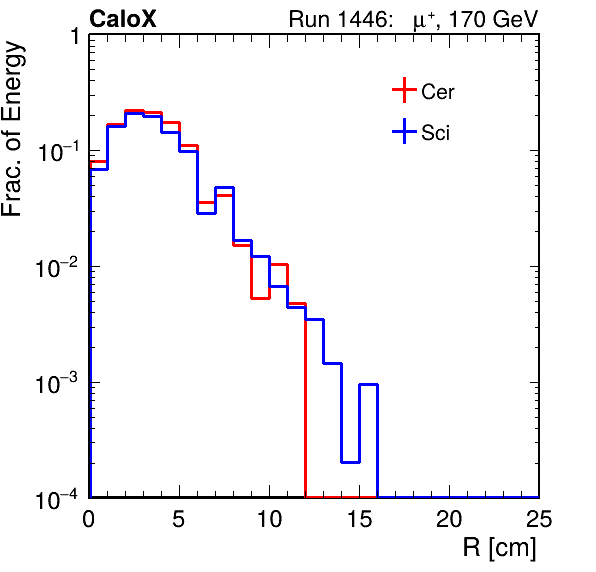 CaloX Run 1446: μ⁺, 170 GeV
Frac. of Energy
1
10⁻¹
10⁻²
10⁻³
10⁻⁴
Cer
Sci
0 5 10 15 20 25
R [cm]